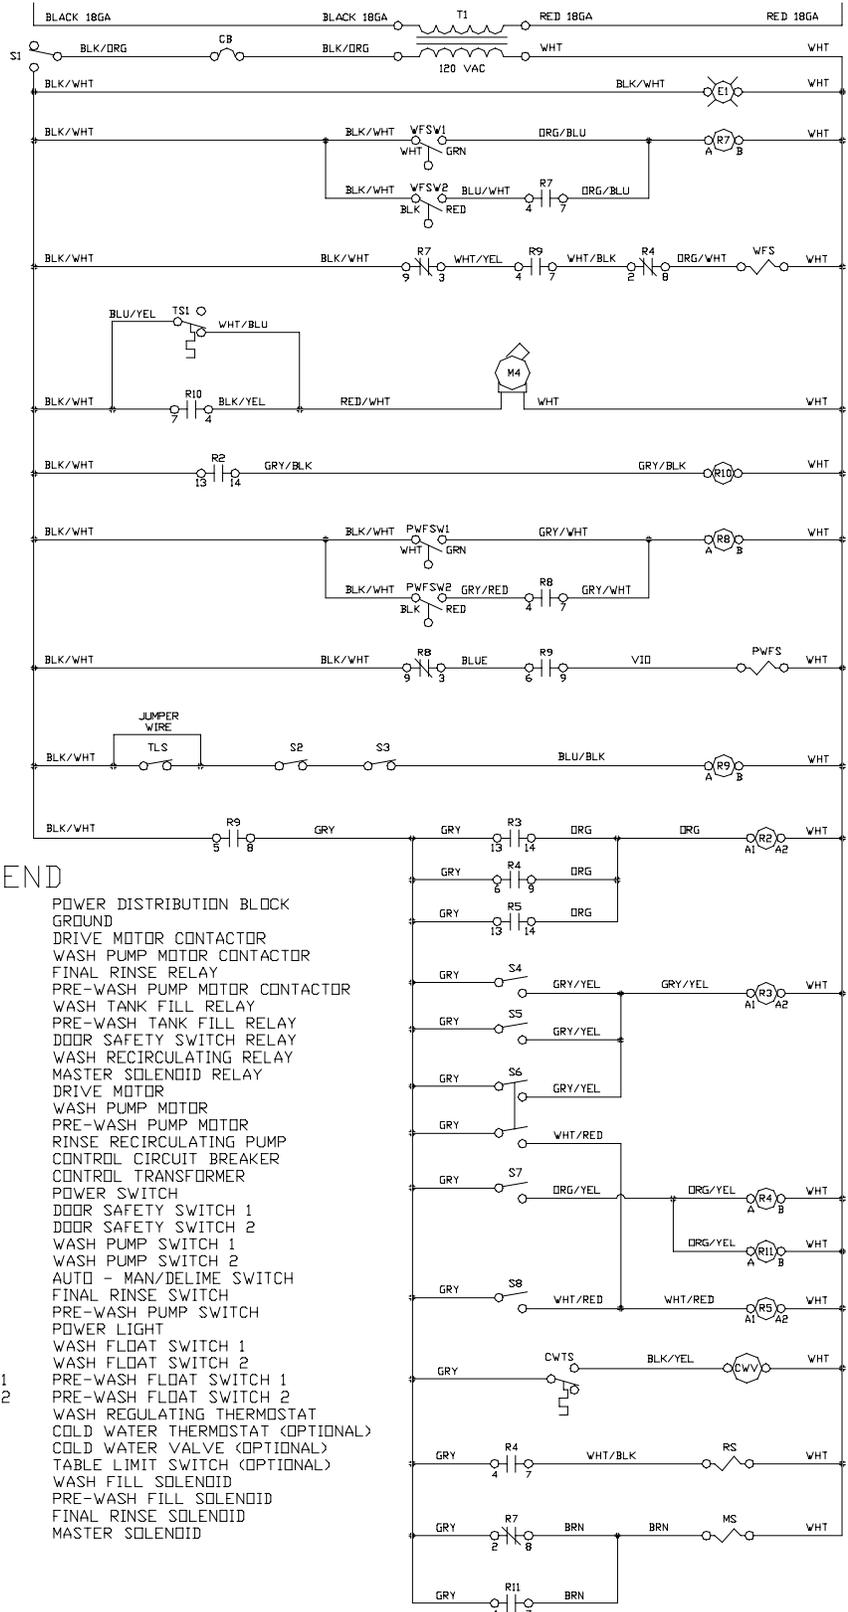 BLACK 18GA BLACK 18GA T1 RED 18GA RED 18GA
S1 BLK/ORG CB BLK/ORG 120 VAC WHT WHT
BLK/WHT BLK/WHT E1 WHT
BLK/WHT BLK/WHT WFSW1 ORG/BLU R7 WHT
WHT GRN A B
BLK/WHT WFSW2 BLU/WHT R7 ORG/BLU
BLK RED 4 7
BLK/WHT BLK/WHT R7 WHT/YEL R9 WHT/BLK R4 ORG/WHT WFS WHT
9 3 4 7 2 8
BLU/YEL TS1 WHT/BLU
M4
BLK/WHT R10 BLK/YEL RED/WHT WHT WHT
7 4
BLK/WHT R2 GRY/BLK GRY/BLK R10 WHT
13 14
BLK/WHT BLK/WHT PWFSW1 GRY/WHT R8 WHT
WHT GRN A B
BLK/WHT PWFSW2 GRY/RED R8 GRY/WHT
BLK RED 4 7
BLK/WHT BLK/WHT R8 BLUE R9 VIO PWFS WHT
9 3 6 9
JUMPER
WIRE
BLK/WHT TLS S2 S3 BLU/BLK R9 WHT
A B
BLK/WHT R9 GRY GRY R3 ORG ORG R2 WHT
5 8 13 14 A1 A2
GRY R4
6 9
GRY R5 ORG
13 14
GRY S4 GRY/YEL GRY/YEL R3 WHT
A1 A2
GRY S5 GRY/YEL
GRY S6 GRY/YEL
GRY WHT/RED
GRY S7 ORG/YEL ORG/YEL R4 WHT
A B
ORG/YEL R11 WHT
A B
GRY S8 WHT/RED WHT/RED R5 WHT
A1 A2
GRY CWTS BLK/YEL CWV WHT
GRY R4 WHT/BLK RS WHT
4 7
GRY R7 BRN BRN MS WHT
2 8
GRY R11 BRN
END
POWER DISTRIBUTION BLOCK
GROUND
DRIVE MOTOR CONTACTOR
WASH PUMP MOTOR CONTACTOR
FINAL RINSE RELAY
PRE-WASH PUMP MOTOR CONTACTOR
WASH TANK FILL RELAY
PRE-WASH TANK FILL RELAY
DOOR SAFETY SWITCH RELAY
WASH RECIRCULATING RELAY
MASTER SOLENOID RELAY
DRIVE MOTOR
WASH PUMP MOTOR
PRE-WASH PUMP MOTOR
RINSE RECIRCULATING PUMP
CONTROL CIRCUIT BREAKER
CONTROL TRANSFORMER
POWER SWITCH
DOOR SAFETY SWITCH 1
DOOR SAFETY SWITCH 2
WASH PUMP SWITCH 1
WASH PUMP SWITCH 2
AUTO - MAN/DELIME SWITCH
FINAL RINSE SWITCH
PRE-WASH PUMP SWITCH
POWER LIGHT
WASH FLOAT SWITCH 1
WASH FLOAT SWITCH 2
1 PRE-WASH FLOAT SWITCH 1
2 PRE-WASH FLOAT SWITCH 2
WASH REGULATING THERMOSTAT
COLD WATER THERMOSTAT (OPTIONAL)
COLD WATER VALVE (OPTIONAL)
TABLE LIMIT SWITCH (OPTIONAL)
WASH FILL SOLENOID
PRE-WASH FILL SOLENOID
FINAL RINSE SOLENOID
MASTER SOLENOID